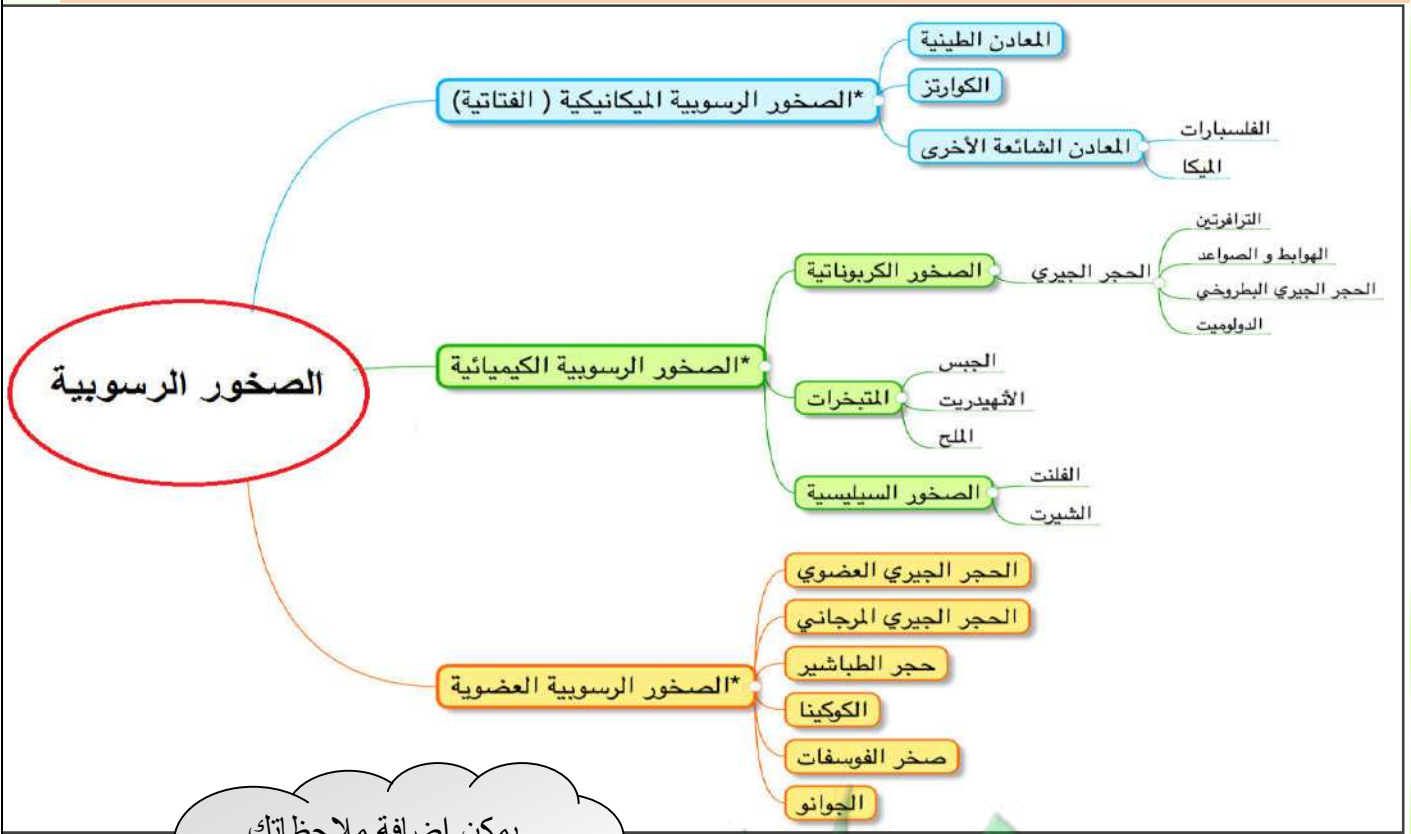 الصخور الرسوبية
*الصخور الرسوبية الميكانيكية ( الفتاتية)
المعادن الطينية
الكوارتز
المعادن الشائعة الأخرى
الفلسبارات
الميكا
*الصخور الرسوبية الكيميائية
الصخور الكربوناتية
الحجر الجيري
الترافرتين
الهوابط و الصواعد
الحجر الجيري البطروخي
الدولوميت
المتبخرات
الجبس
الأنهيدريت
الملح
الصخور السيليسية
الفلنت
الشيرت
*الصخور الرسوبية العضوية
الحجر الجيري العضوي
الحجر الجيري المرجاني
حجر الطباشير
الكوكينا
صخر الفوسفات
الجوانو
يمكن إضافة ملاحظاتك